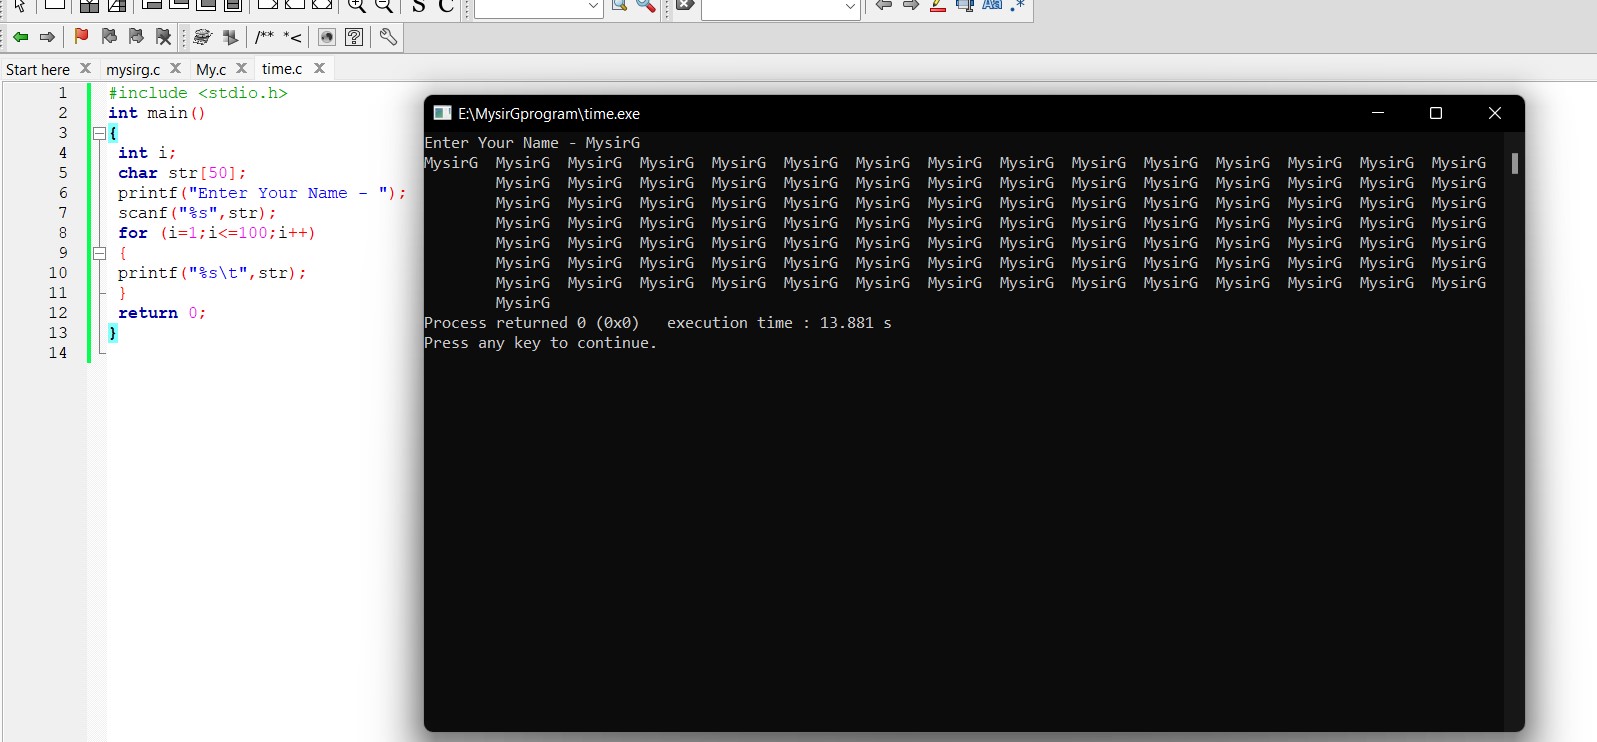 S C
/** *<
Aa .*
Start here mysirg.c My.c time.c
1 #include <stdio.h>
2 int main()
3 {
4 int i;
5 char str[50];
6 printf("Enter Your Name - ");
7 scanf("%s",str);
8 for (i=1;i<=100;i++)
9 {
10 printf("%s\t",str);
11 }
12 return 0;
13 }
14
E:\MysirGprogram\time.exe
Enter Your Name - MysirG
MysirG MysirG MysirG MysirG MysirG MysirG MysirG MysirG MysirG MysirG MysirG MysirG MysirG MysirG MysirG
MysirG MysirG MysirG MysirG MysirG MysirG MysirG MysirG MysirG MysirG MysirG MysirG MysirG MysirG
MysirG MysirG MysirG MysirG MysirG MysirG MysirG MysirG MysirG MysirG MysirG MysirG MysirG MysirG
MysirG MysirG MysirG MysirG MysirG MysirG MysirG MysirG MysirG MysirG MysirG MysirG MysirG MysirG
MysirG MysirG MysirG MysirG MysirG MysirG MysirG MysirG MysirG MysirG MysirG MysirG MysirG MysirG
MysirG MysirG MysirG MysirG MysirG MysirG MysirG MysirG MysirG MysirG MysirG MysirG MysirG MysirG
MysirG MysirG MysirG MysirG MysirG MysirG MysirG MysirG MysirG MysirG MysirG MysirG MysirG MysirG
MysirG
Process returned 0 (0x0) execution time : 13.881 s
Press any key to continue.